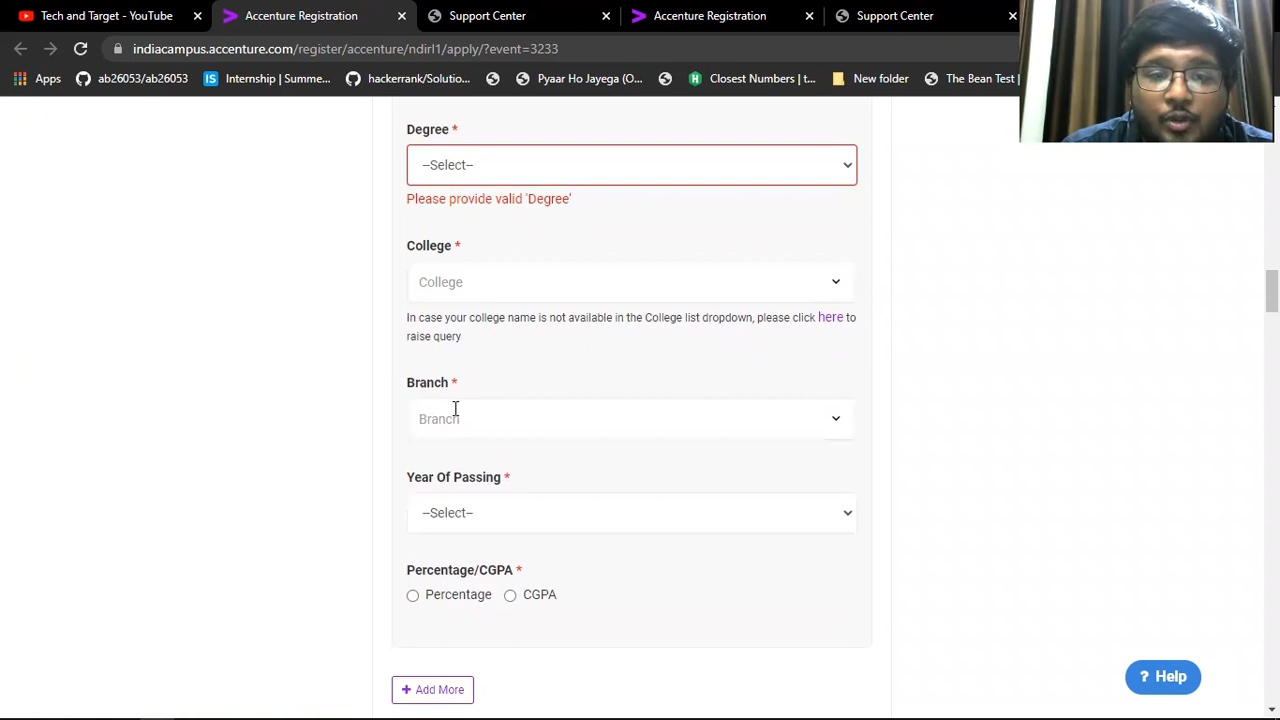 Tech and Target - YouTube
Accenture Registration
Support Center
Accenture Registration
Support Center
indiacampus.accenture.com/register/accenture/ndirl1/apply/?event=3233
Apps
ab26053/ab26053
IS Internship | Summe...
hackerrank/Solutio...
Pyaar Ho Jayega (O...
H Closest Numbers | t...
New folder
The Bean Test |
Degree *
--Select--
Please provide valid 'Degree'
College *
College
In case your college name is not available in the College list dropdown, please click here to
raise query
Branch *
Branch
Year Of Passing *
--Select--
Percentage/CGPA *
Percentage CGPA
+ Add More
? Help